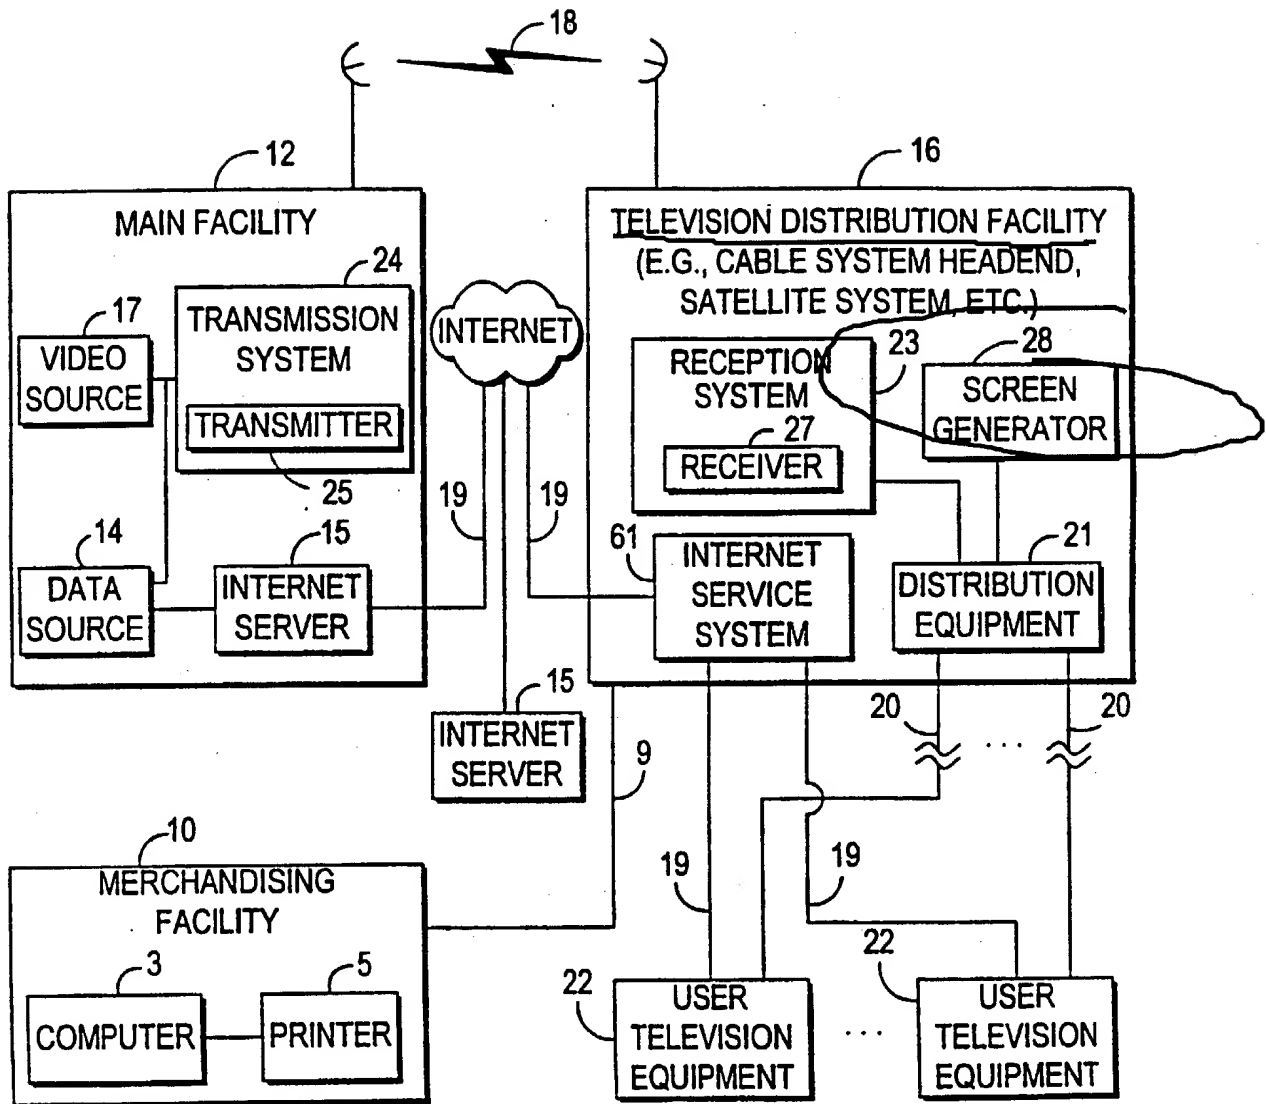 18
12
MAIN FACILITY
24
17
TRANSMISSION
SYSTEM
VIDEO
SOURCE
TRANSMITTER
25
14
15
DATA
SOURCE
INTERNET
SERVER
INTERNET
19
19
15
INTERNET
SERVER
16
TELEVISION DISTRIBUTION FACILITY
(E.G., CABLE SYSTEM HEADEND,
SATELLITE SYSTEM, ETC.)
RECEPTION
SYSTEM
23
27
RECEIVER
28
SCREEN
GENERATOR
61
INTERNET
SERVICE
SYSTEM
21
DISTRIBUTION
EQUIPMENT
20
...
20
9
19
19
10
MERCHANDISING
FACILITY
3
COMPUTER
5
PRINTER
22
USER
TELEVISION
EQUIPMENT
...
22
USER
TELEVISION
EQUIPMENT